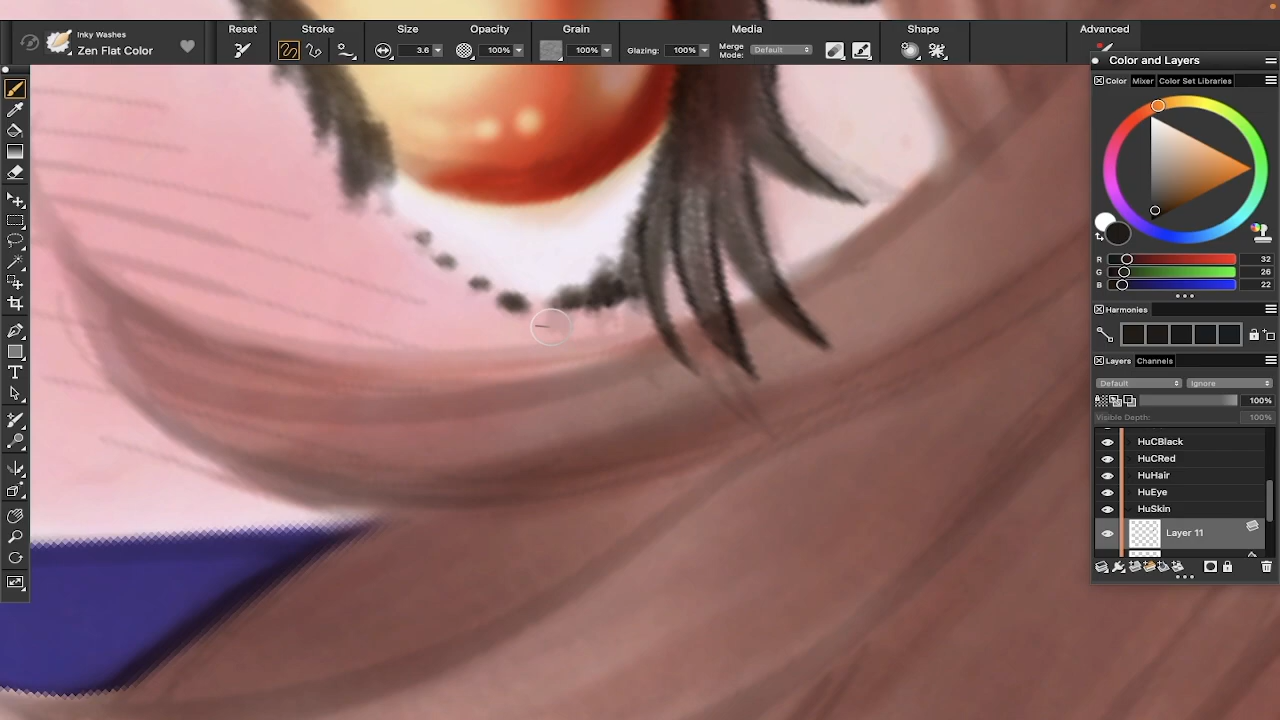 Reset Stroke Size Opacity Grain Media Shape Advanced
Inky Washes
Zen Flat Color
3.6 100% 100% Glazing: 100% Merge Mode: Default
Color and Layers
Color Mixer Color Set Libraries
R 32
G 26
B 22
Harmonies
Layers Channels
Default Ignore
100%
Visible Depth: 100%
HuCBlack
HuCRed
HuHair
HuEye
HuSkin
Layer 11